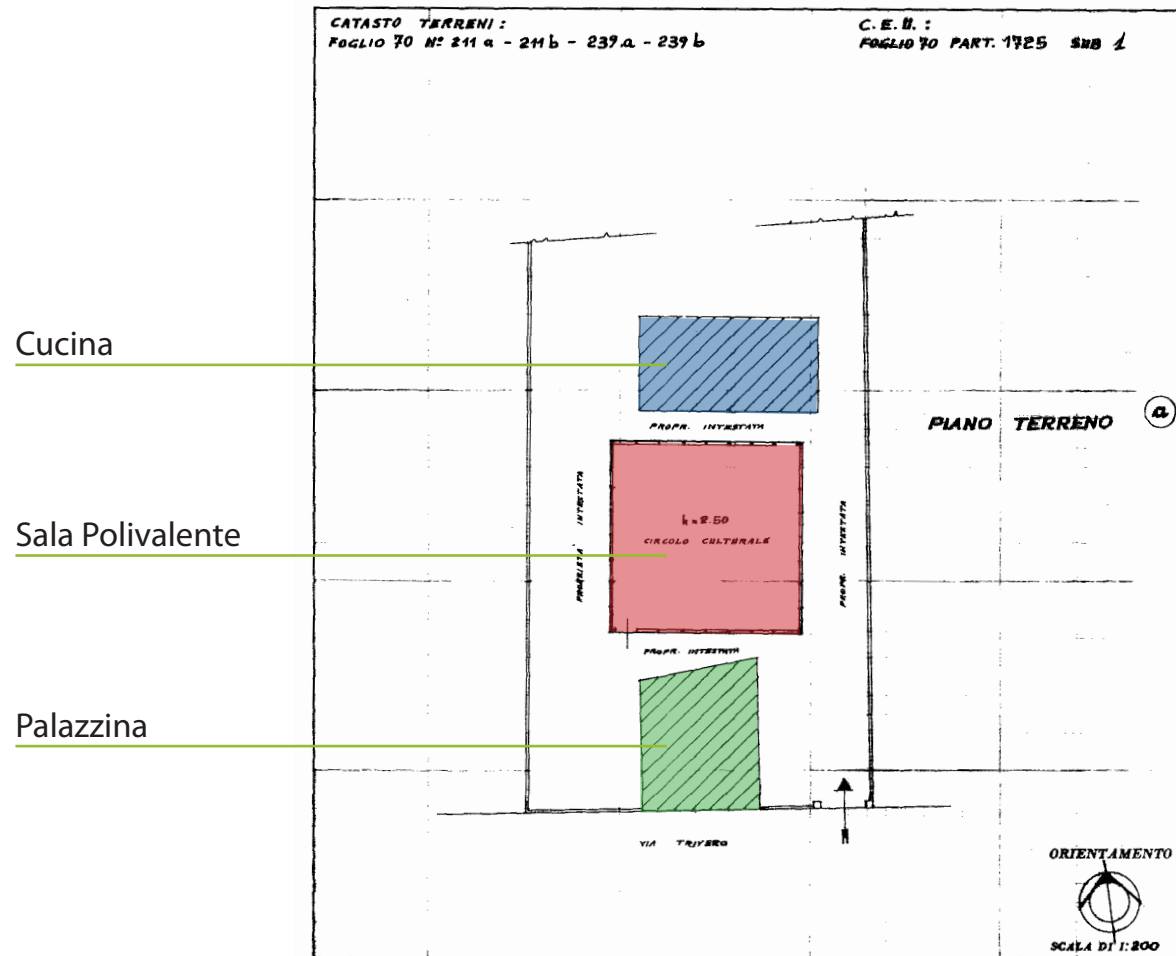 CATASTO TERRENI:
FOGLIO 70 Nº 211 a - 211 b - 239.a - 239 b
C.E.U.:
FOGLIO 70 PART. 1725 SUB 1
Cucina
PROPR. INTESTATA
PIANO TERRENO a
PROPRIETA' INTESTATA
h = 2.50
CIRCOLO CULTURALE
PROPR. INTESTATA
Sala Polivalente
PROPR. INTESTATA
Palazzina
VIA TRIVERO
N
ORIENTAMENTO
SCALA DI 1:200